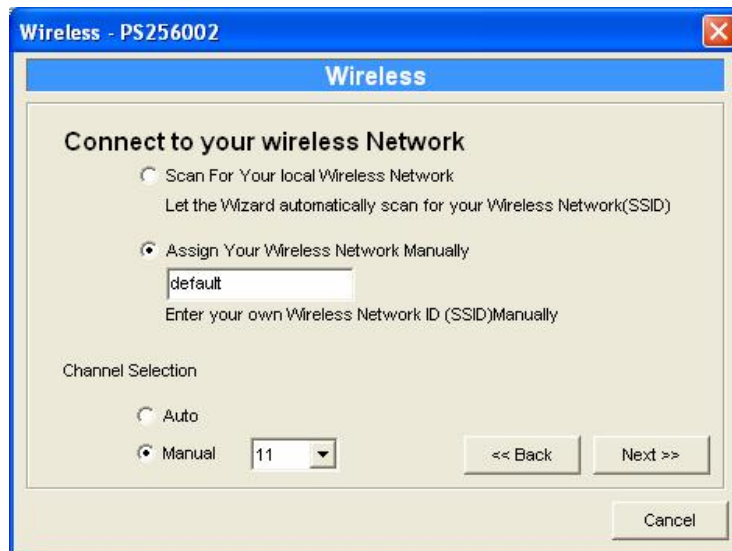 Wireless - PS256002
Wireless
Connect to your wireless Network
Scan For Your local Wireless Network
Let the Wizard automatically scan for your Wireless Network(SSID)
Assign Your Wireless Network Manually
default
Enter your own Wireless Network ID (SSID)Manually
Channel Selection
Auto
Manual 11 << Back Next >>
Cancel